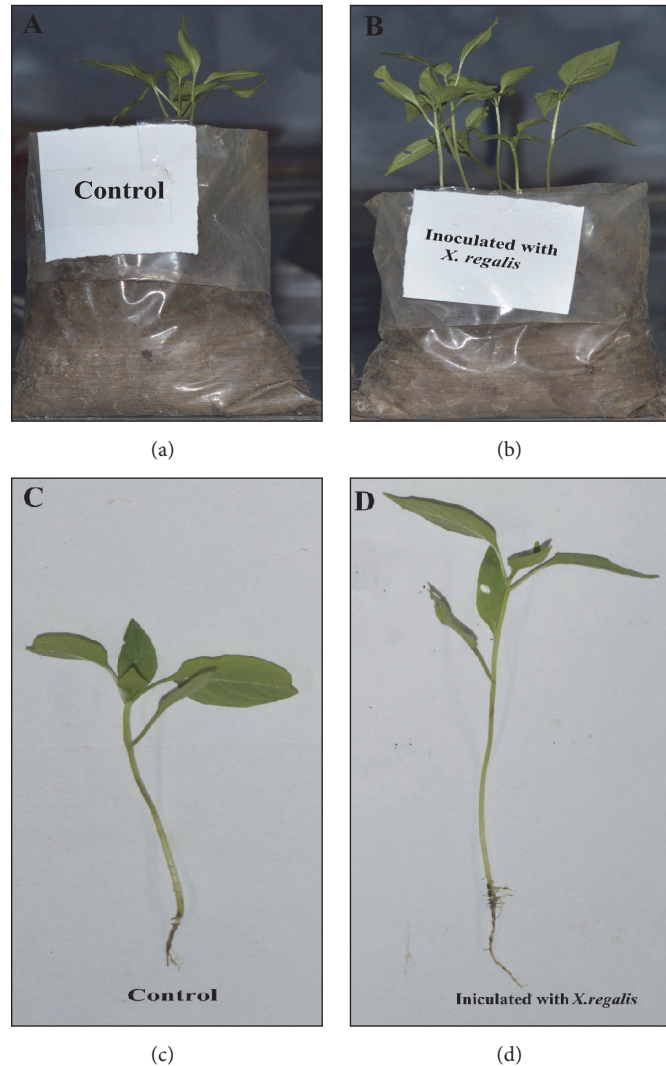 A
Control
(a)
B
Inoculated with
X. regalis
(b)
C
Control
(c)
D
Iniculated with X.regalis
(d)